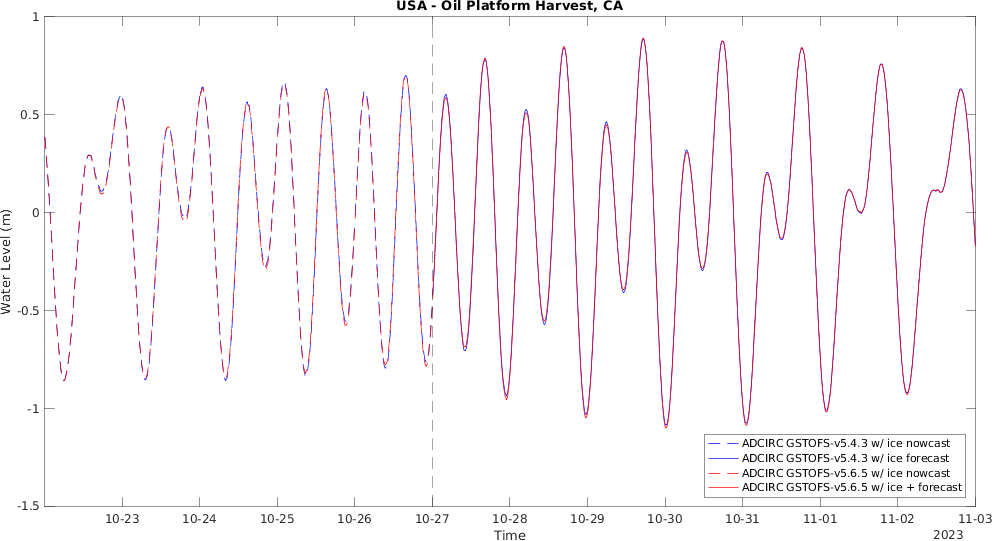 USA - Oil Platform Harvest, CA
1
0.5
0
-0.5
-1
-1.5
Water Level (m)
10-23 10-24 10-25 10-26 10-27 10-28 10-29 10-30 10-31 11-01 11-02 11-03
Time
2023
ADCIRC GSTOFS-v5.4.3 w/ ice nowcast
ADCIRC GSTOFS-v5.4.3 w/ ice forecast
ADCIRC GSTOFS-v5.6.5 w/ ice nowcast
ADCIRC GSTOFS-v5.6.5 w/ ice + forecast